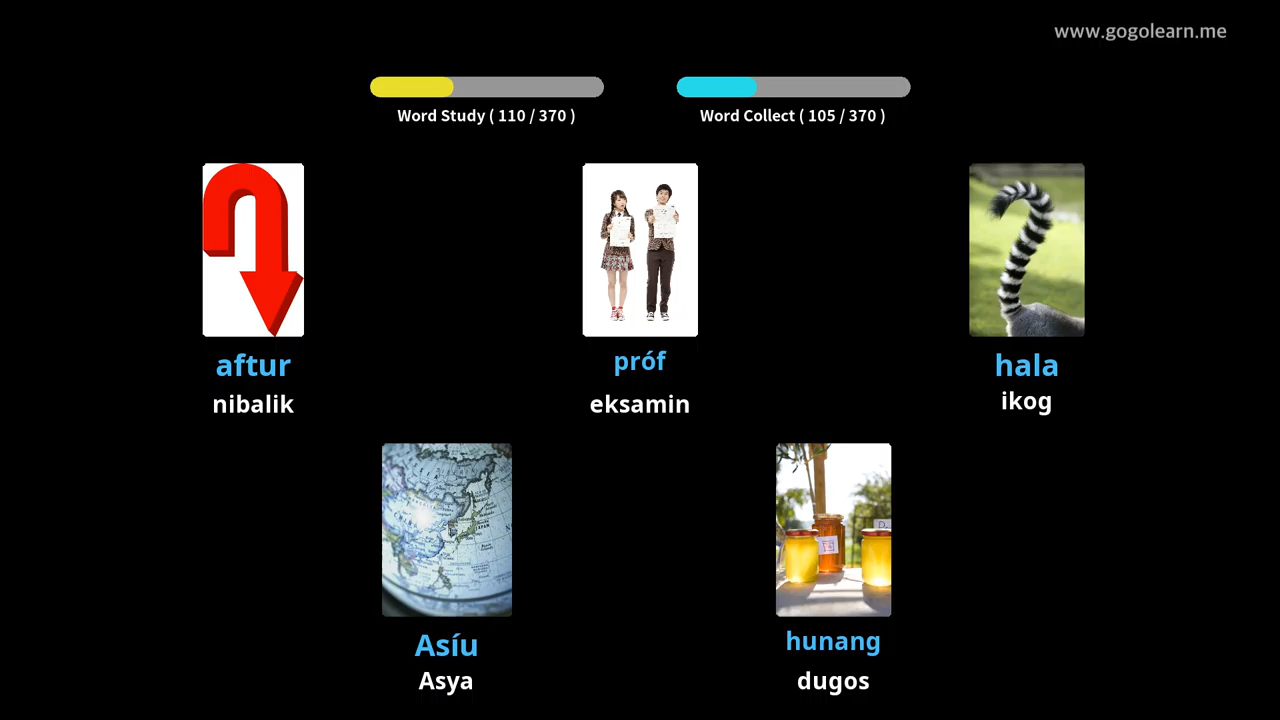 www.gogolearn.me
Word Study ( 110 / 370 )
Word Collect ( 105 / 370 )
aftur
nibalik
próf
eksamin
hala
ikog
Asíu
Asya
hunang
dugos